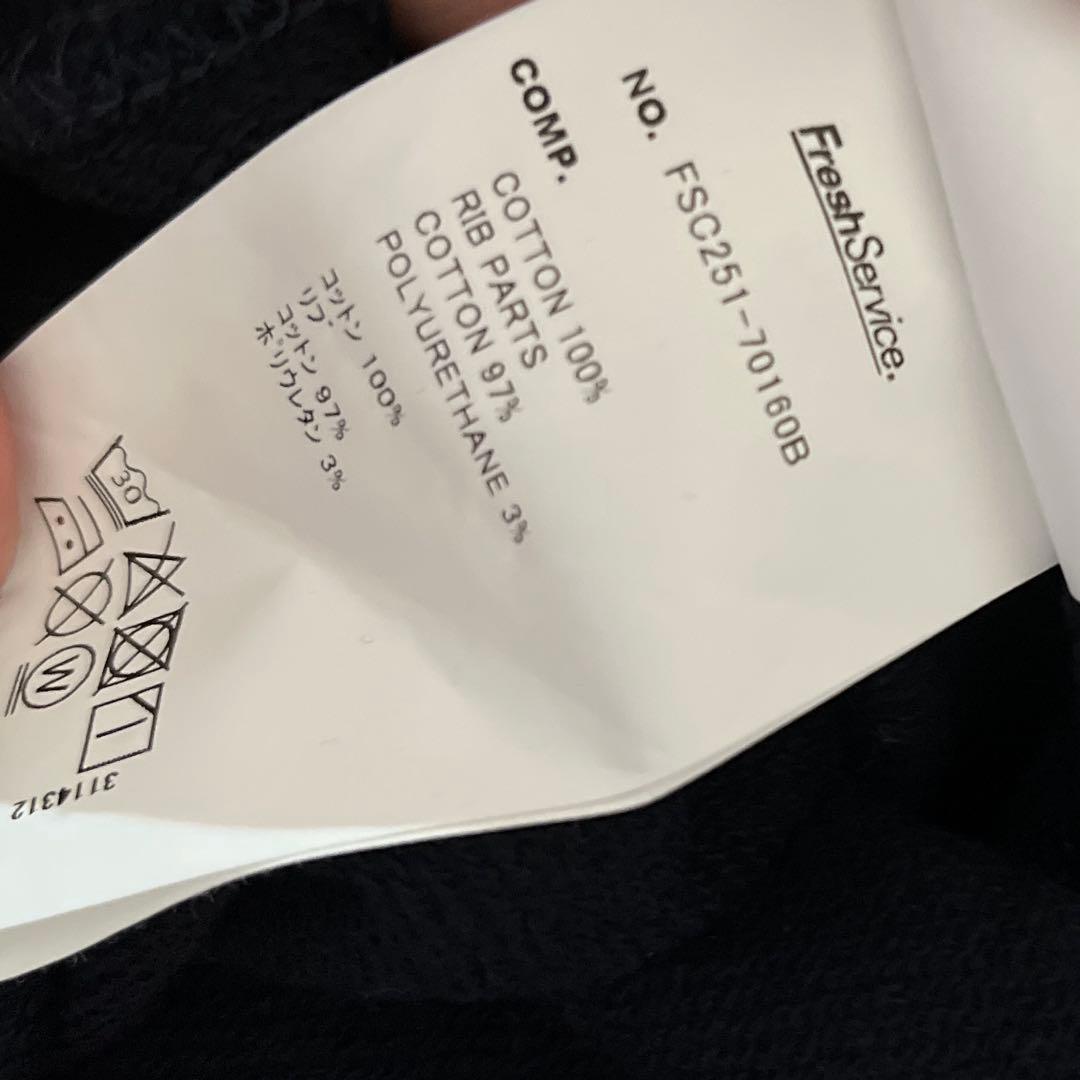 FreshService.
NO. FSC251-70160B
COMP. COTTON 100%
RIB PARTS
COTTON 97%
POLYURETHANE 3%
コットン 100%
リブ
コットン 97%
ポリウレタン 3%
30
W
3114312